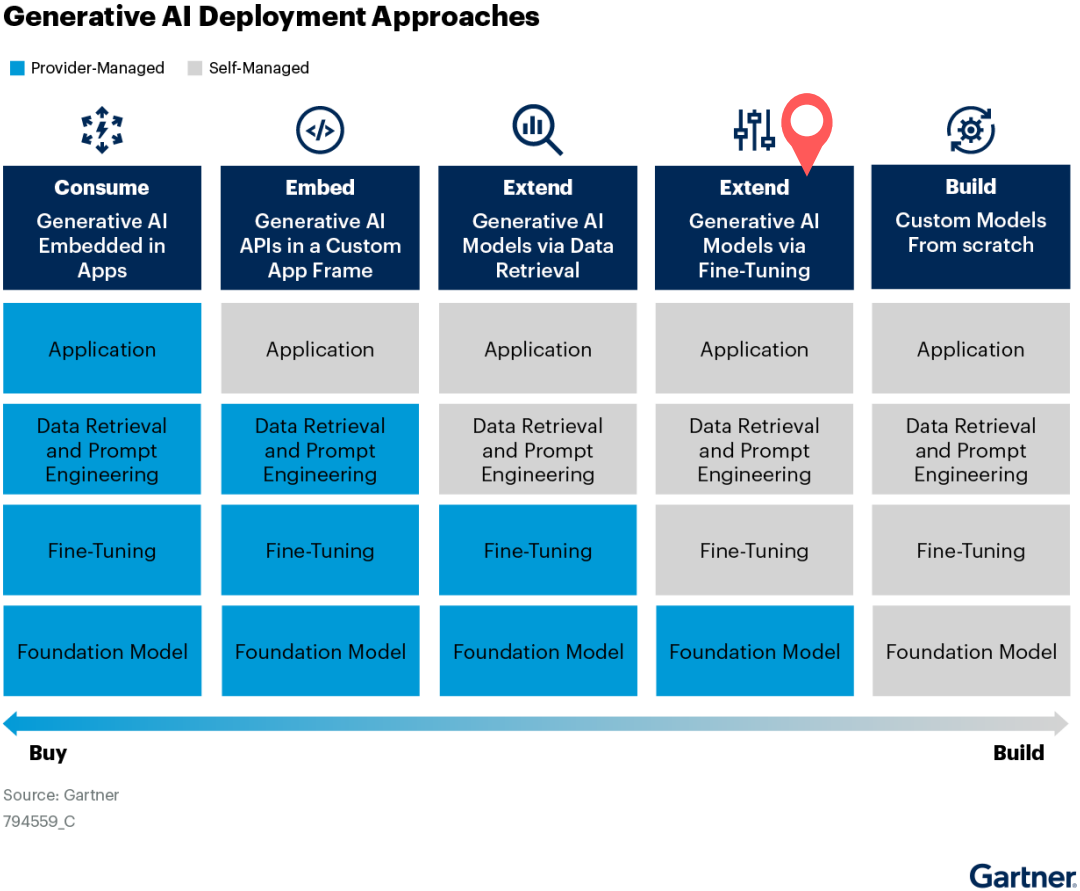 Generative AI Deployment Approaches
Provider-Managed
Self-Managed
Consume
Generative AI
Embedded in
Apps
Embed
Generative AI
APIs in a Custom
App Frame
Extend
Generative AI
Models via Data
Retrieval
Extend
Generative AI
Models via
Fine-Tuning
Build
Custom Models
From scratch
Application
Application
Application
Application
Application
Data Retrieval
and Prompt
Engineering
Data Retrieval
and Prompt
Engineering
Data Retrieval
and Prompt
Engineering
Data Retrieval
and Prompt
Engineering
Data Retrieval
and Prompt
Engineering
Fine-Tuning
Fine-Tuning
Fine-Tuning
Fine-Tuning
Fine-Tuning
Foundation Model
Foundation Model
Foundation Model
Foundation Model
Foundation Model
Buy
Build
Source: Gartner
794559_C
Gartner